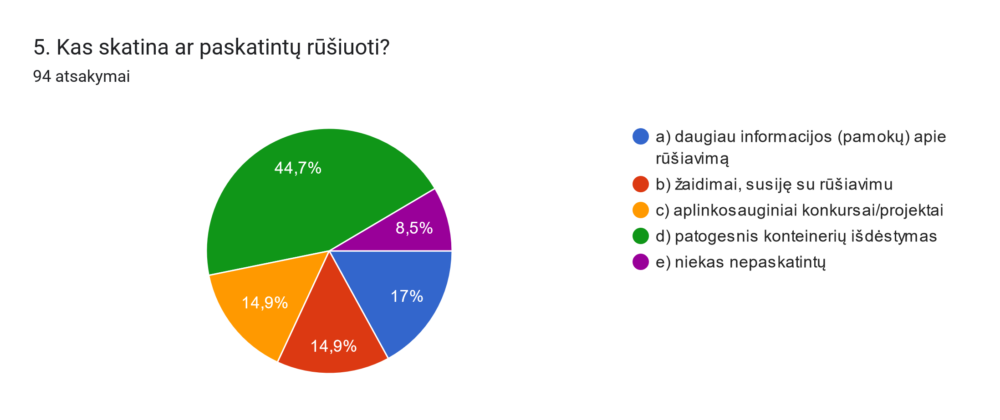 5. Kas skatina ar paskatintų rūšiuoti?
94 atsakymai
44,7%
8,5%
17%
14,9%
14,9%
a) daugiau informacijos (pamokų) apie
rūšiavimą
b) žaidimai, susiję su rūšiavimu
c) aplinkosauginiai konkursai/projektai
d) patogesnis konteinerių išdėstymas
e) niekas nepaskatintų